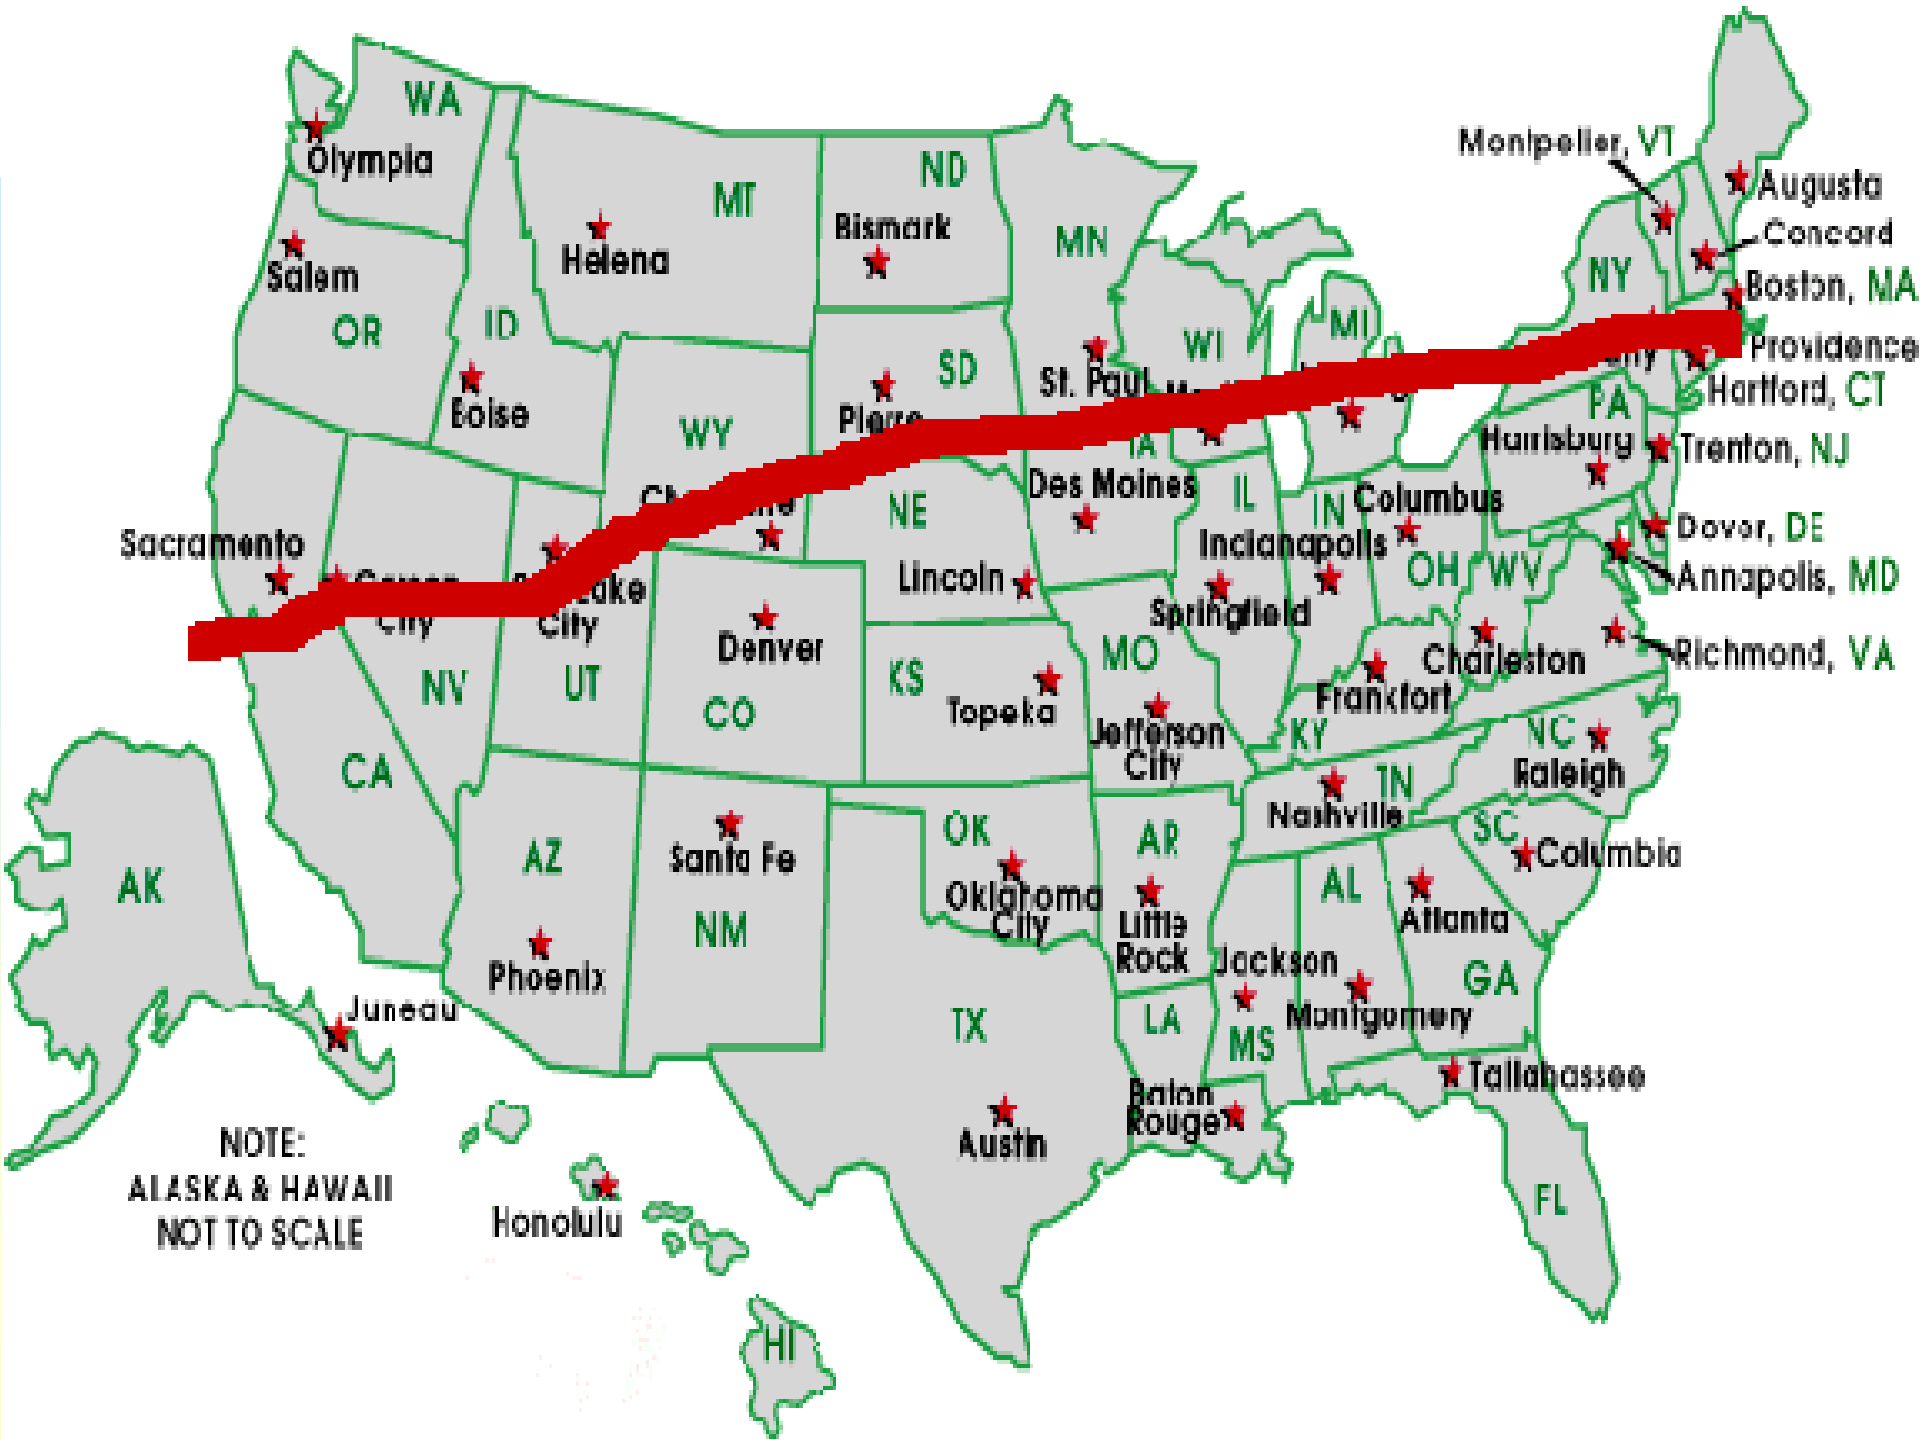 WA
Olympia
Montpelier, VT
ND
MT
Augusta
Bismark
Concord
MN
Helena
Salem
NY
Boston, MA
OR
ID
MI
WI
Providence
SD
St. Paul
Hartford, CT
Boise
PA
Pierre
WY
IA
Harrisburg
Trenton, NJ
Des Moines
IL
Columbus
NE
IN
Dover, DE
Sacramento
Indianapolis
OH
WV
Annapolis, MD
Lincoln
Lake
City
City
Springfield
Denver
MO
Charleston
Richmond, VA
NV
UT
KS
Frankfort
CO
Topeka
Jefferson
City
KY
NC
CA
Raleigh
TN
Nashville
OK
AR
SC
Columbia
AZ
Santa Fe
AK
AL
Oklahoma
City
Atlanta
Little
Rock
NM
Jackson
Phoenix
GA
Juneau
TX
LA
Montgomery
MS
Tallahassee
Baton
Rouge
Austin
NOTE:
ALASKA & HAWAII
NOT TO SCALE
FL
Honolulu
HI